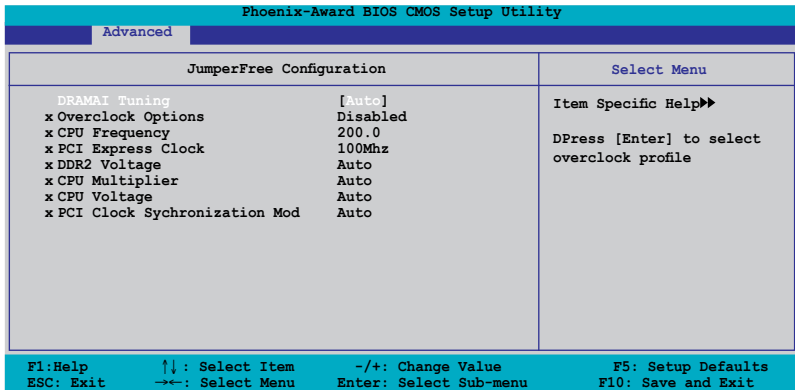 Phoenix-Award BIOS CMOS Setup Utility
Advanced
JumperFree Configuration
Select Menu
DRAMAI Tuning [Auto]
x Overclock Options Disabled
x CPU Frequency 200.0
x PCI Express Clock 100Mhz
x DDR2 Voltage Auto
x CPU Multiplier Auto
x CPU Voltage Auto
x PCI Clock Sychronization Mod Auto
Item Specific Help▶▶
DPress [Enter] to select
overclock profile
F1:Help ↑↓ : Select Item -/+: Change Value F5: Setup Defaults
ESC: Exit →←: Select Menu Enter: Select Sub-menu F10: Save and Exit